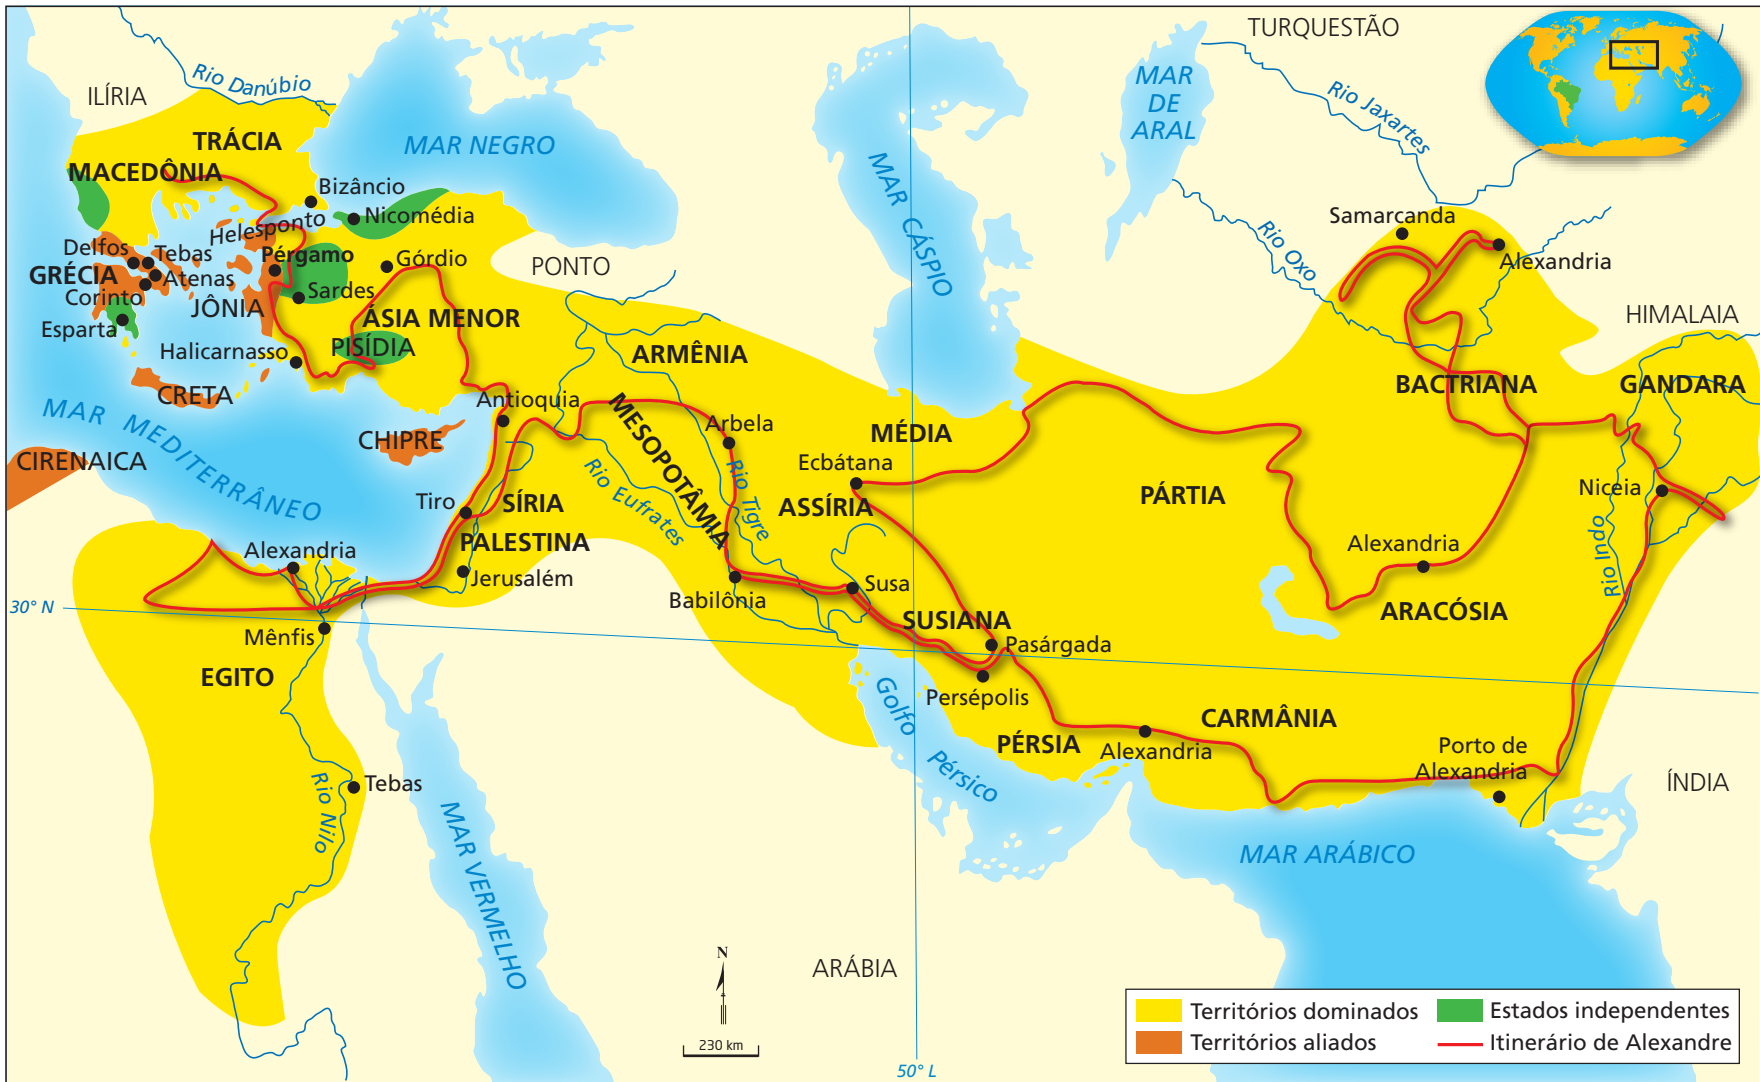 TURQUESTÃO
ILÍRIA
Rio Danúbio
MAR
DE
ARAL
Rio Jaxartes
TRÁCIA
MAR NEGRO
MACEDÔNIA
MAR CÁSPIO
Bizâncio
Nicomédia
Helesponto
Samarcanda
Rio Oxo
Alexandria
Delfos
Tebas
Pérgamo
Górdio
PONTO
GRÉCIA
Atenas
Corinto
JÔNIA
Sardes
ÁSIA MENOR
Esparta
HIMALAIA
Halicarnasso
PISÍDIA
ARMÊNIA
CRETA
BACTRIANA
GANDARA
MAR MEDITERRÂNEO
Antioquia
MESOPOTÂMIA
Arbela
MÉDIA
CHIPRE
CIRENAICA
Ecbátana
Rio Eufrates
Rio Tigre
PÁRTIA
Niceia
Tiro
SÍRIA
ASSÍRIA
PALESTINA
Alexandria
Alexandria
Rio Indo
Jerusalém
Susa
Babilônia
30° N
SUSIANA
ARACÓSIA
Mênfis
Pasárgada
EGITO
Persépolis
Golfo
Pérsico
CARMÂNIA
PÉRSIA
Alexandria
Porto de
Alexandria
Rio Nilo
Tebas
ÍNDIA
MAR VERMELHO
MAR ARÁBICO
N
ARÁBIA
230 km
50° L
Territórios dominados
Estados independentes
Territórios aliados
Itinerário de Alexandre